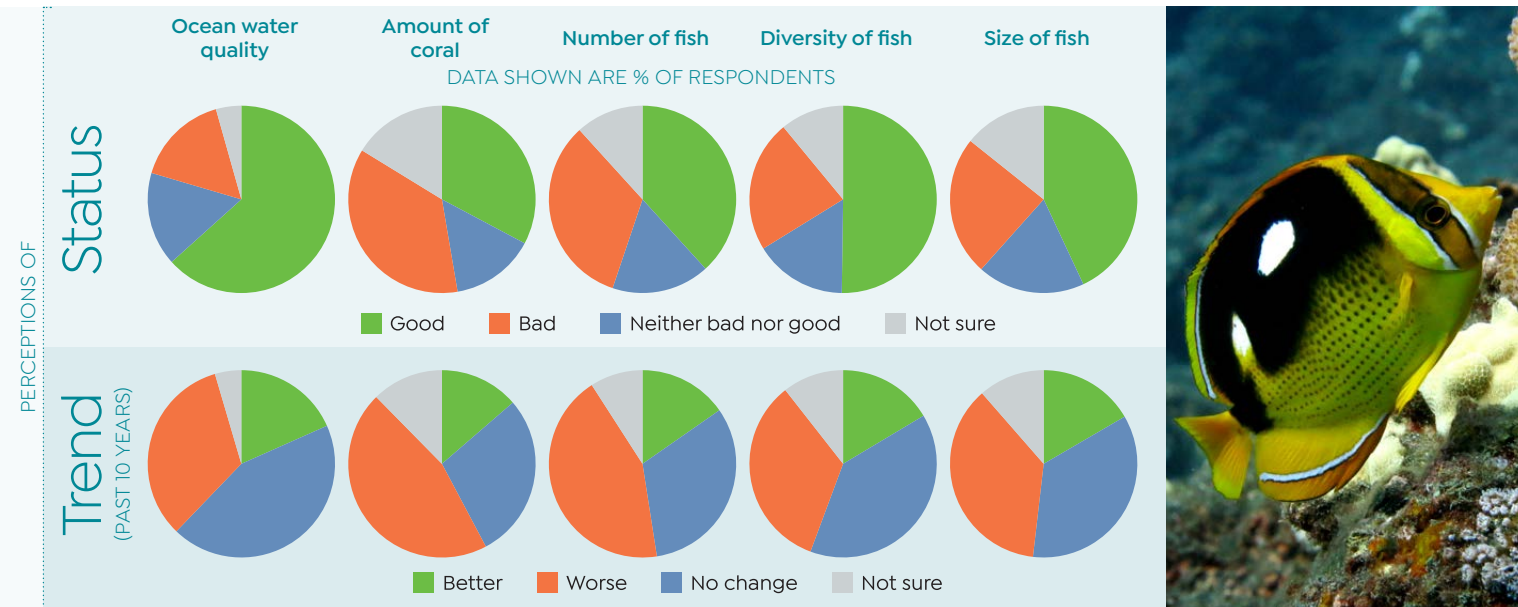 Ocean water
quality
Amount of
coral
Number of fish
Diversity of fish
Size of fish
DATA SHOWN ARE % OF RESPONDENTS
PERCEPTIONS OF
Status
Good
Bad
Neither bad nor good
Not sure
Trend
(PAST 10 YEARS)
Better
Worse
No change
Not sure